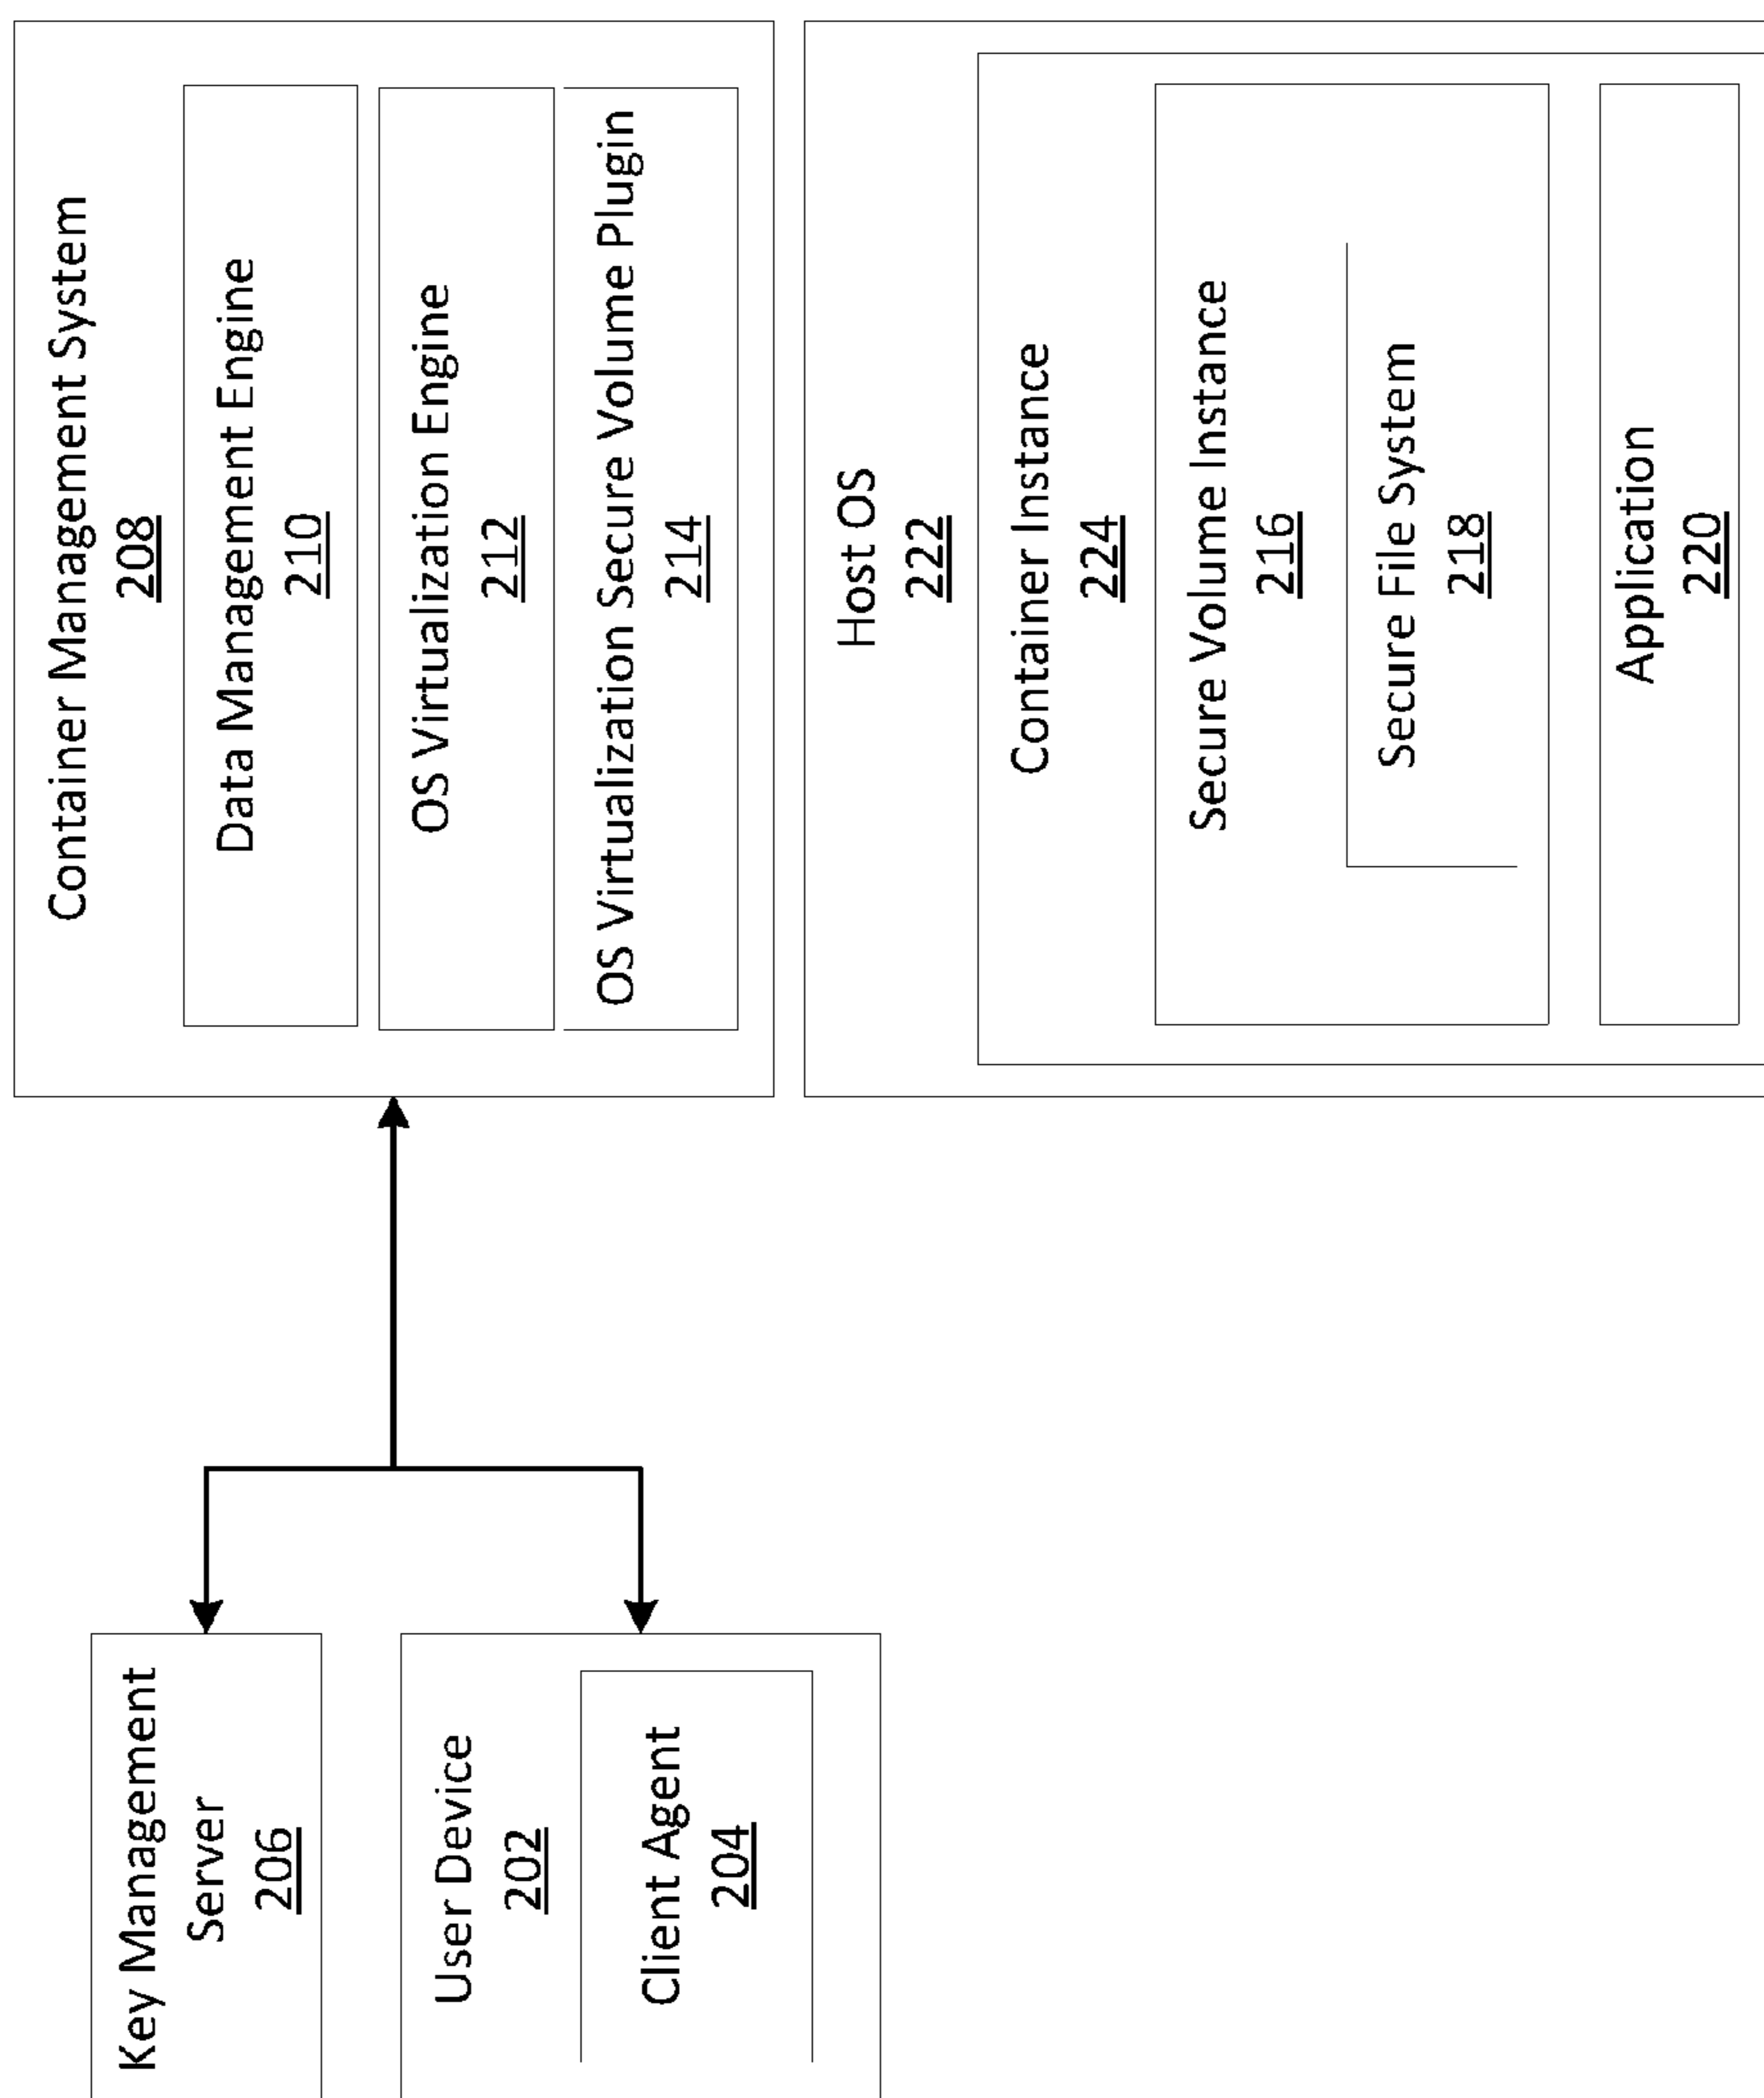 Key Management
Server
206
User Device
202
Client Agent
204
Container Management System
208
Data Management Engine
210
OS Virtualization Engine
212
OS Virtualization Secure Volume Plugin
214
Host OS
222
Container Instance
224
Secure Volume Instance
216
Secure File System
218
Application
220